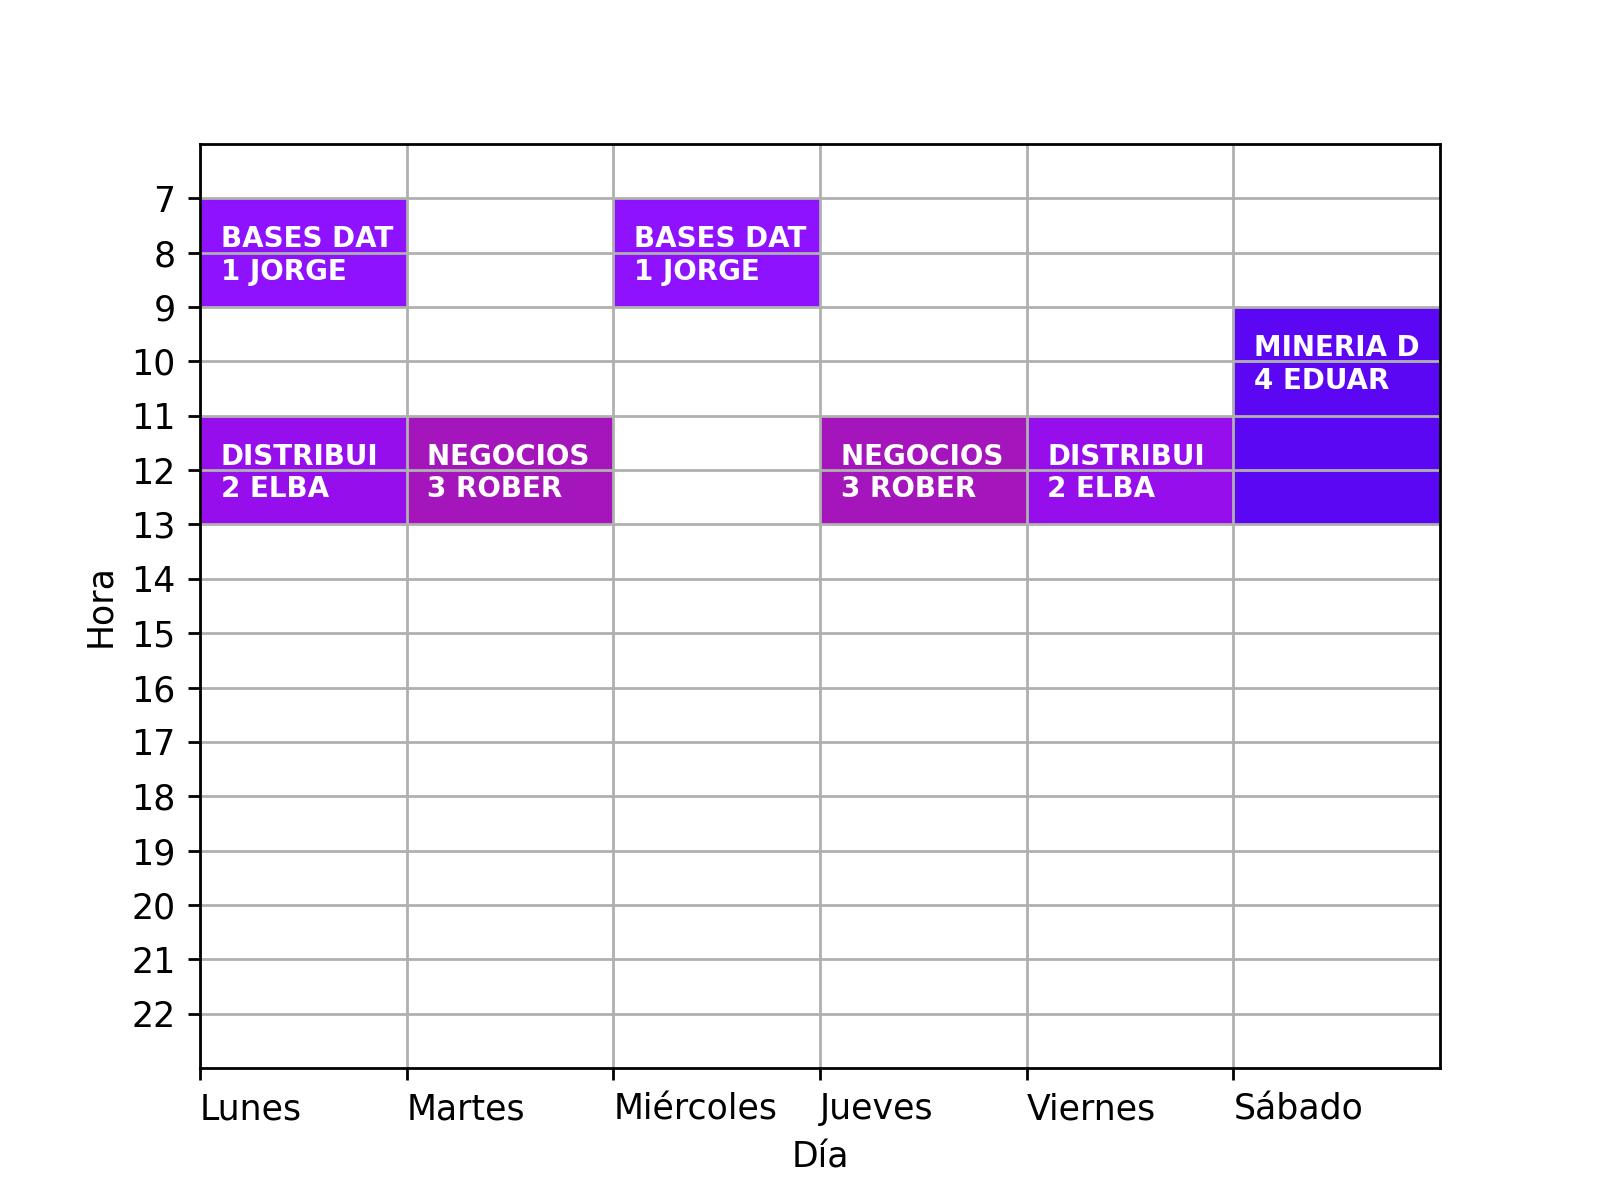 7
BASES DAT
1 JORGE
BASES DAT
1 JORGE
8
9
MINERIA D
4 EDUAR
10
11
DISTRIBUI
2 ELBA
NEGOCIOS
3 ROBER
NEGOCIOS
3 ROBER
DISTRIBUI
2 ELBA
12
13
14
Hora
15
16
17
18
19
20
21
22
Lunes Martes Miércoles Jueves Viernes Sábado
Día